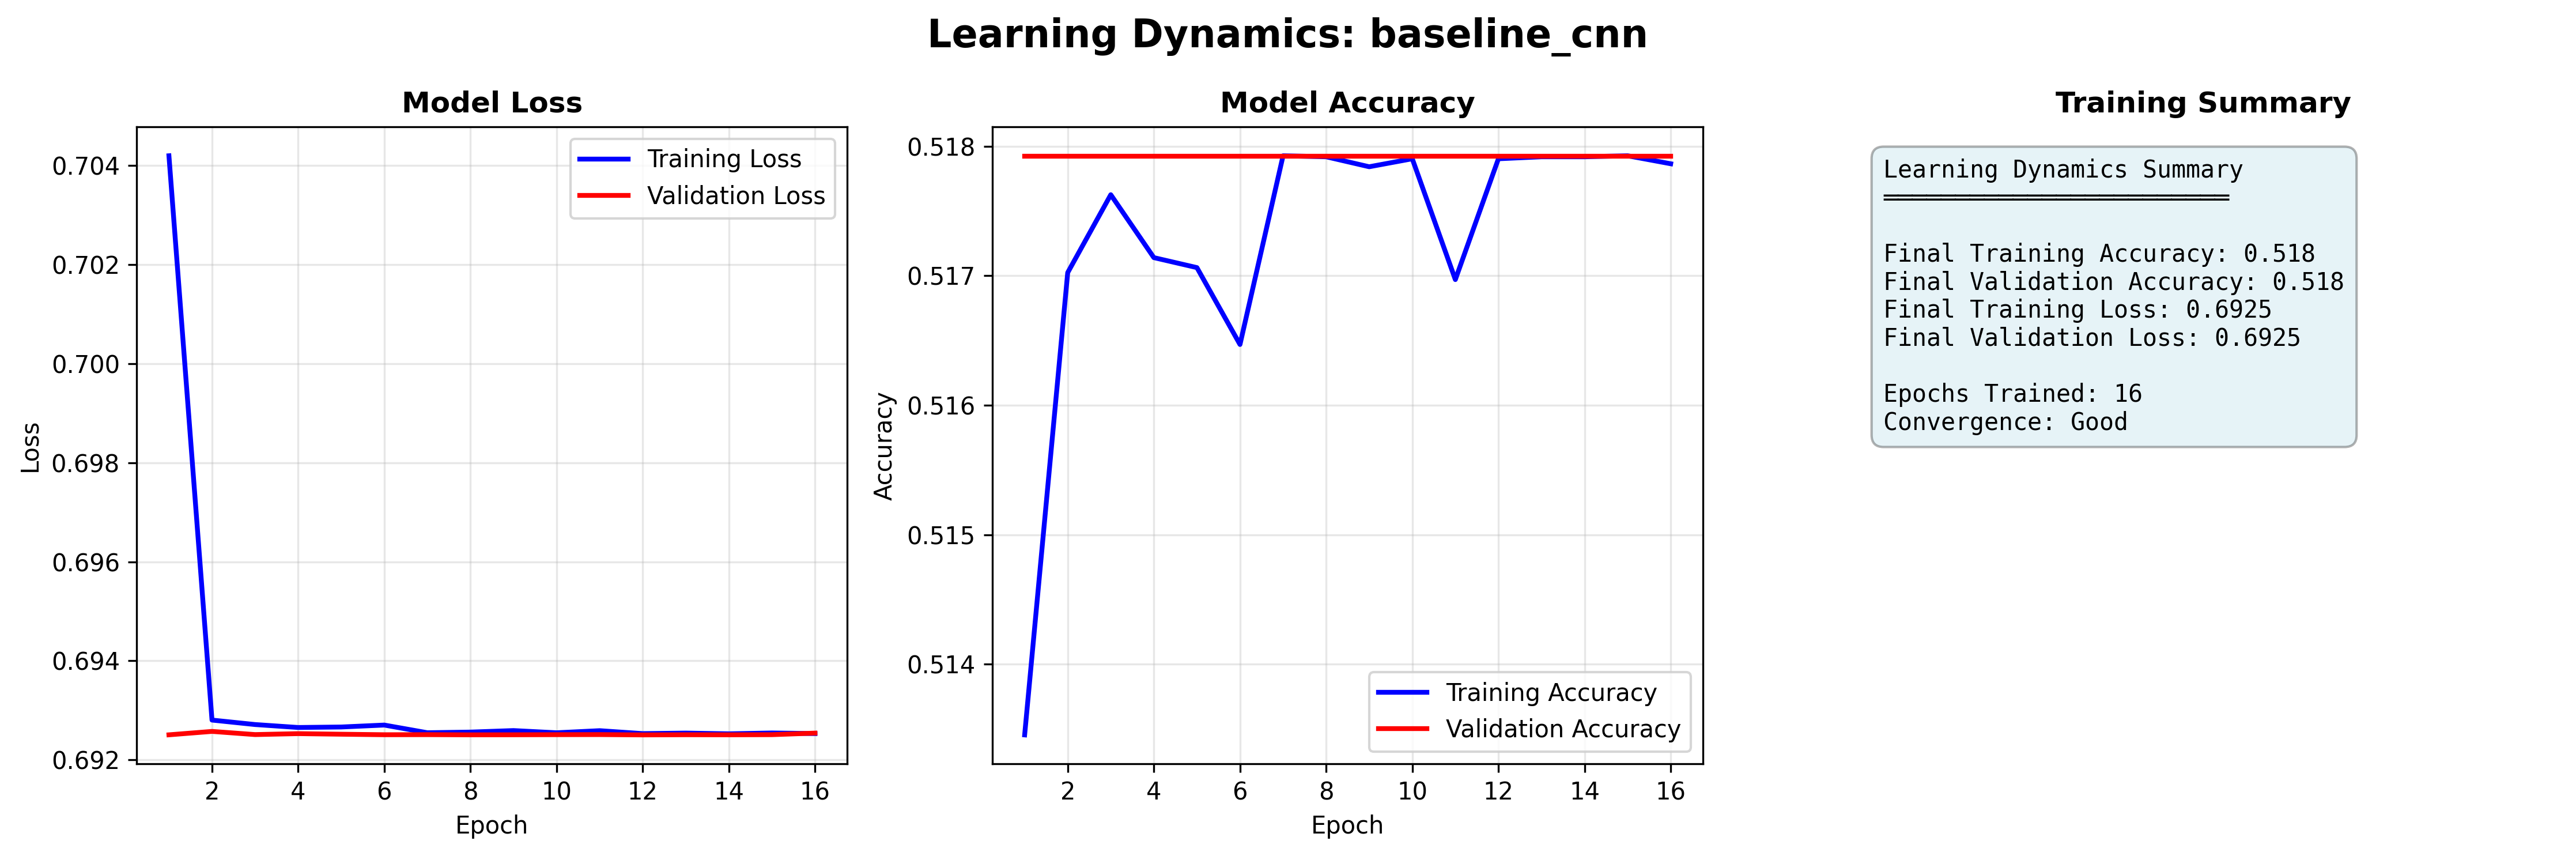 Learning Dynamics: baseline_cnn
Model Loss
0.704
0.702
0.700
0.698
0.696
0.694
0.692
Loss
2 4 6 8 10 12 14 16
Epoch
Training Loss
Validation Loss
Model Accuracy
0.518
0.517
0.516
0.515
0.514
Accuracy
2 4 6 8 10 12 14 16
Epoch
Training Accuracy
Validation Accuracy
Training Summary
Learning Dynamics Summary
════════════════════════
Final Training Accuracy: 0.518
Final Validation Accuracy: 0.518
Final Training Loss: 0.6925
Final Validation Loss: 0.6925
Epochs Trained: 16
Convergence: Good